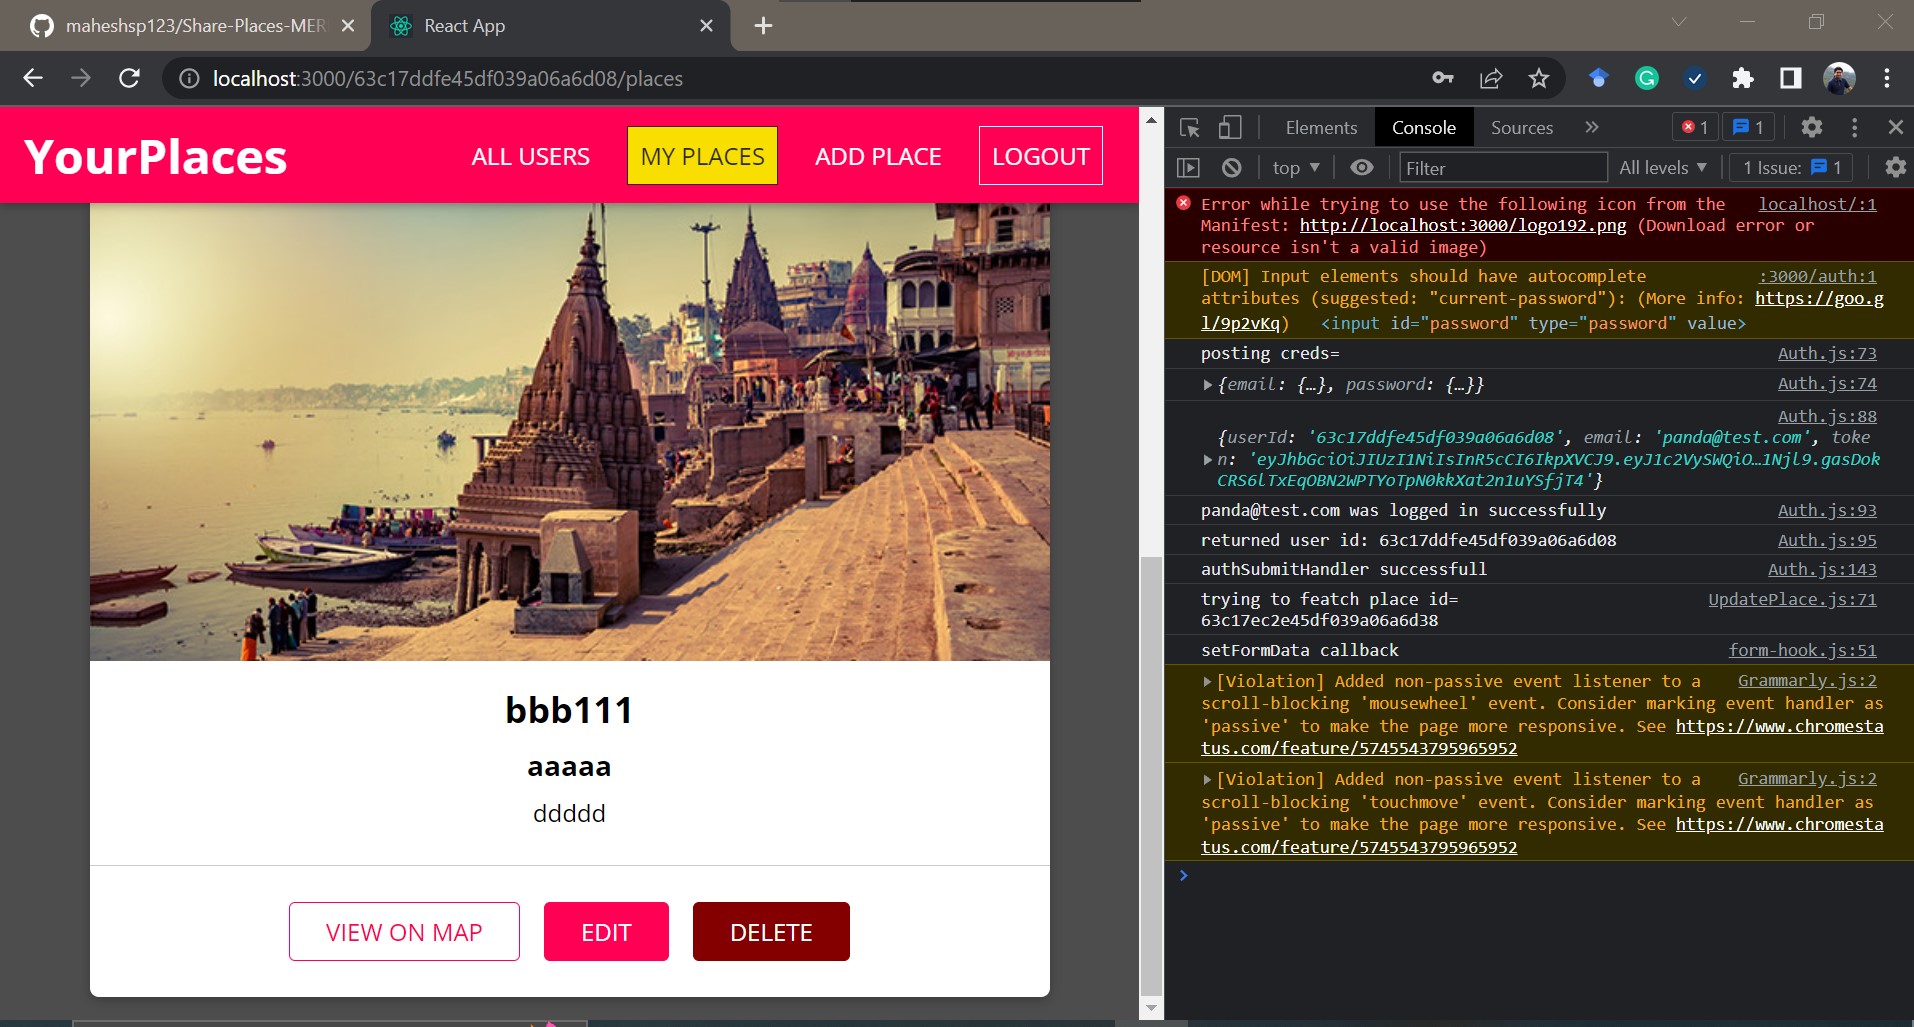 maheshsp123/Share-Places-MER
React App
localhost:3000/63c17ddfe45df039a06a6d08/places
YourPlaces
ALL USERS
MY PLACES
ADD PLACE
LOGOUT
bbb111
aaaaa
ddddd
VIEW ON MAP
EDIT
DELETE
Elements
Console
Sources
1
1
top
Filter
All levels
1 Issue:
1
Error while trying to use the following icon from the localhost/:1
Manifest: http://localhost:3000/logo192.png (Download error or
resource isn't a valid image)
[DOM] Input elements should have autocomplete :3000/auth:1
attributes (suggested: "current-password"): (More info: https://goo.g
l/9p2vKq) <input id="password" type="password" value>
posting creds= Auth.js:73
{email: {…}, password: {…}} Auth.js:74
Auth.js:88
{userId: '63c17ddfe45df039a06a6d08', email: 'panda@test.com', toke
n: 'eyJhbGciOiJIUzI1NiIsInR5cCI6IkpXVCJ9.eyJ1c2VySWQiO…1Njl9.gasDok
CRS6lTxEqOBN2WPTYoTpN0kkXat2n1uYSfjT4'}
panda@test.com was logged in successfully Auth.js:93
returned user id: 63c17ddfe45df039a06a6d08 Auth.js:95
authSubmitHandler successfull Auth.js:143
trying to featch place id= UpdatePlace.js:71
63c17ec2e45df039a06a6d38
setFormData callback form-hook.js:51
[Violation] Added non-passive event listener to a Grammarly.js:2
scroll-blocking 'mousewheel' event. Consider marking event handler as
'passive' to make the page more responsive. See https://www.chromesta
tus.com/feature/5745543795965952
[Violation] Added non-passive event listener to a Grammarly.js:2
scroll-blocking 'touchmove' event. Consider marking event handler as
'passive' to make the page more responsive. See https://www.chromesta
tus.com/feature/5745543795965952